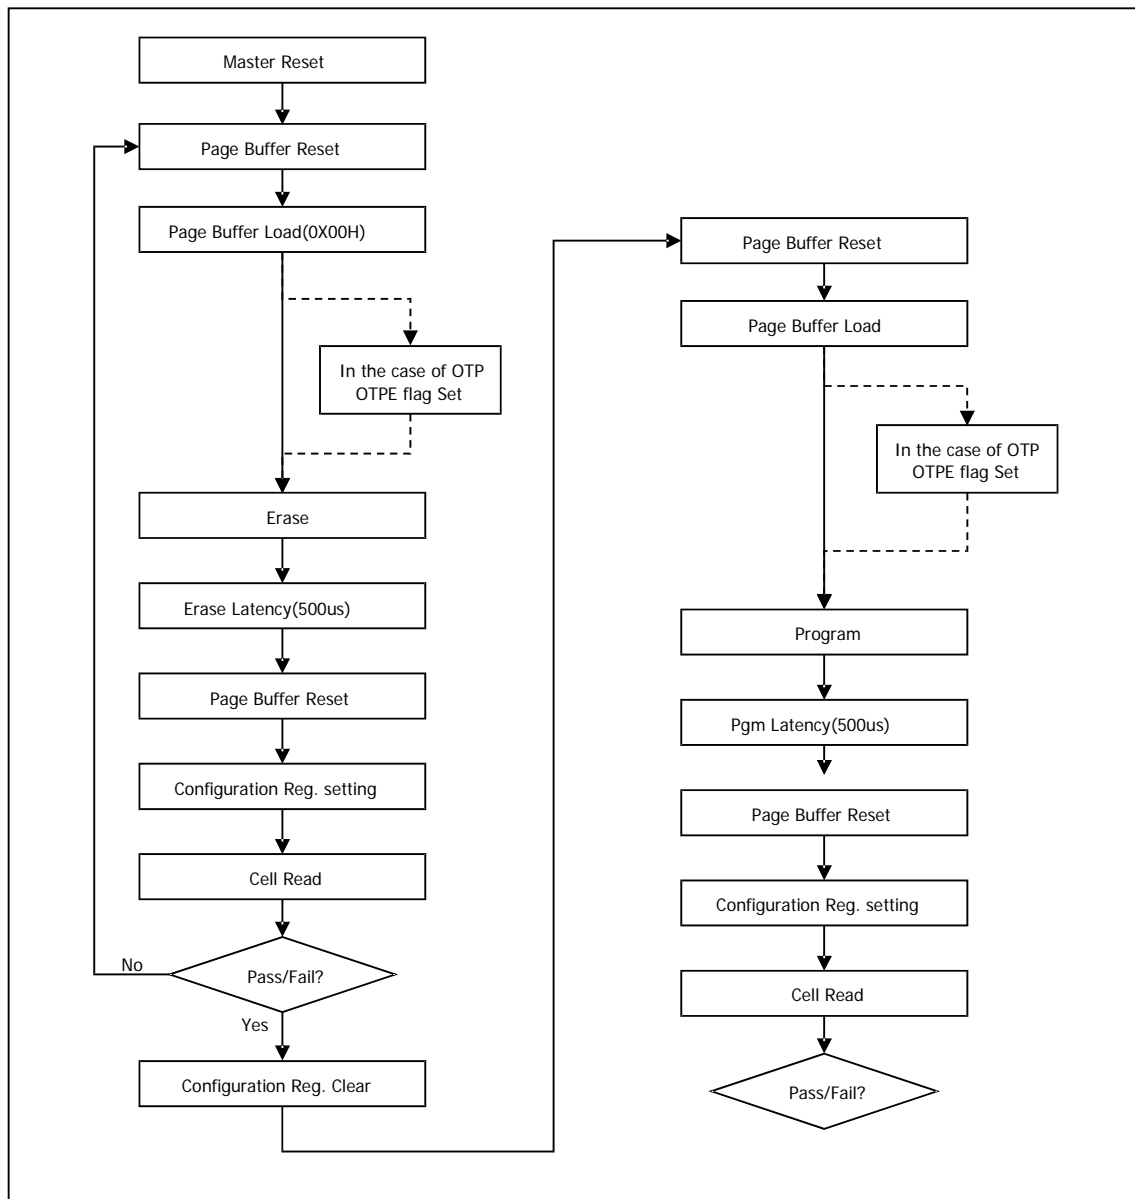 Master Reset
Page Buffer Reset
Page Buffer Load(0X00H)
In the case of OTP
OTPE flag Set
Erase
Erase Latency(500us)
Page Buffer Reset
Configuration Reg. setting
Cell Read
Pass/Fail?
No
Yes
Configuration Reg. Clear
Page Buffer Reset
Page Buffer Load
In the case of OTP
OTPE flag Set
Program
Pgm Latency(500us)
Page Buffer Reset
Configuration Reg. setting
Cell Read
Pass/Fail?